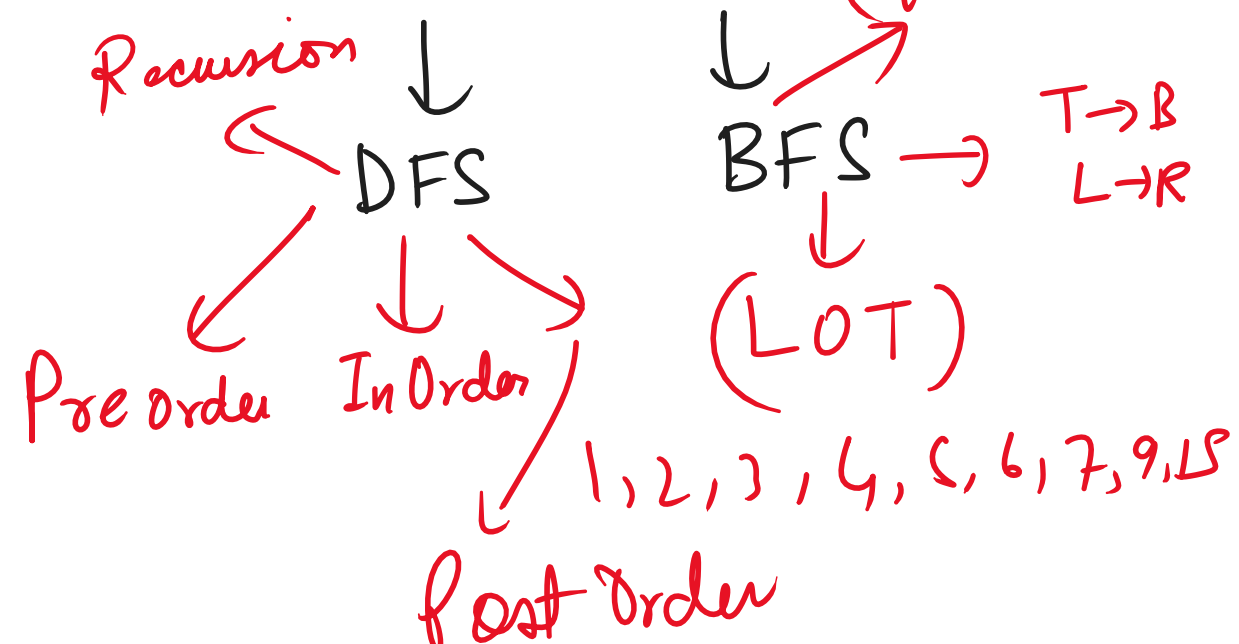 Recursion
DFS
BFS
T → B
L → R
(LOT)
Preorder
InOrder
1, 2, 3, 4, 5, 6, 7, 9, 15
Post Order